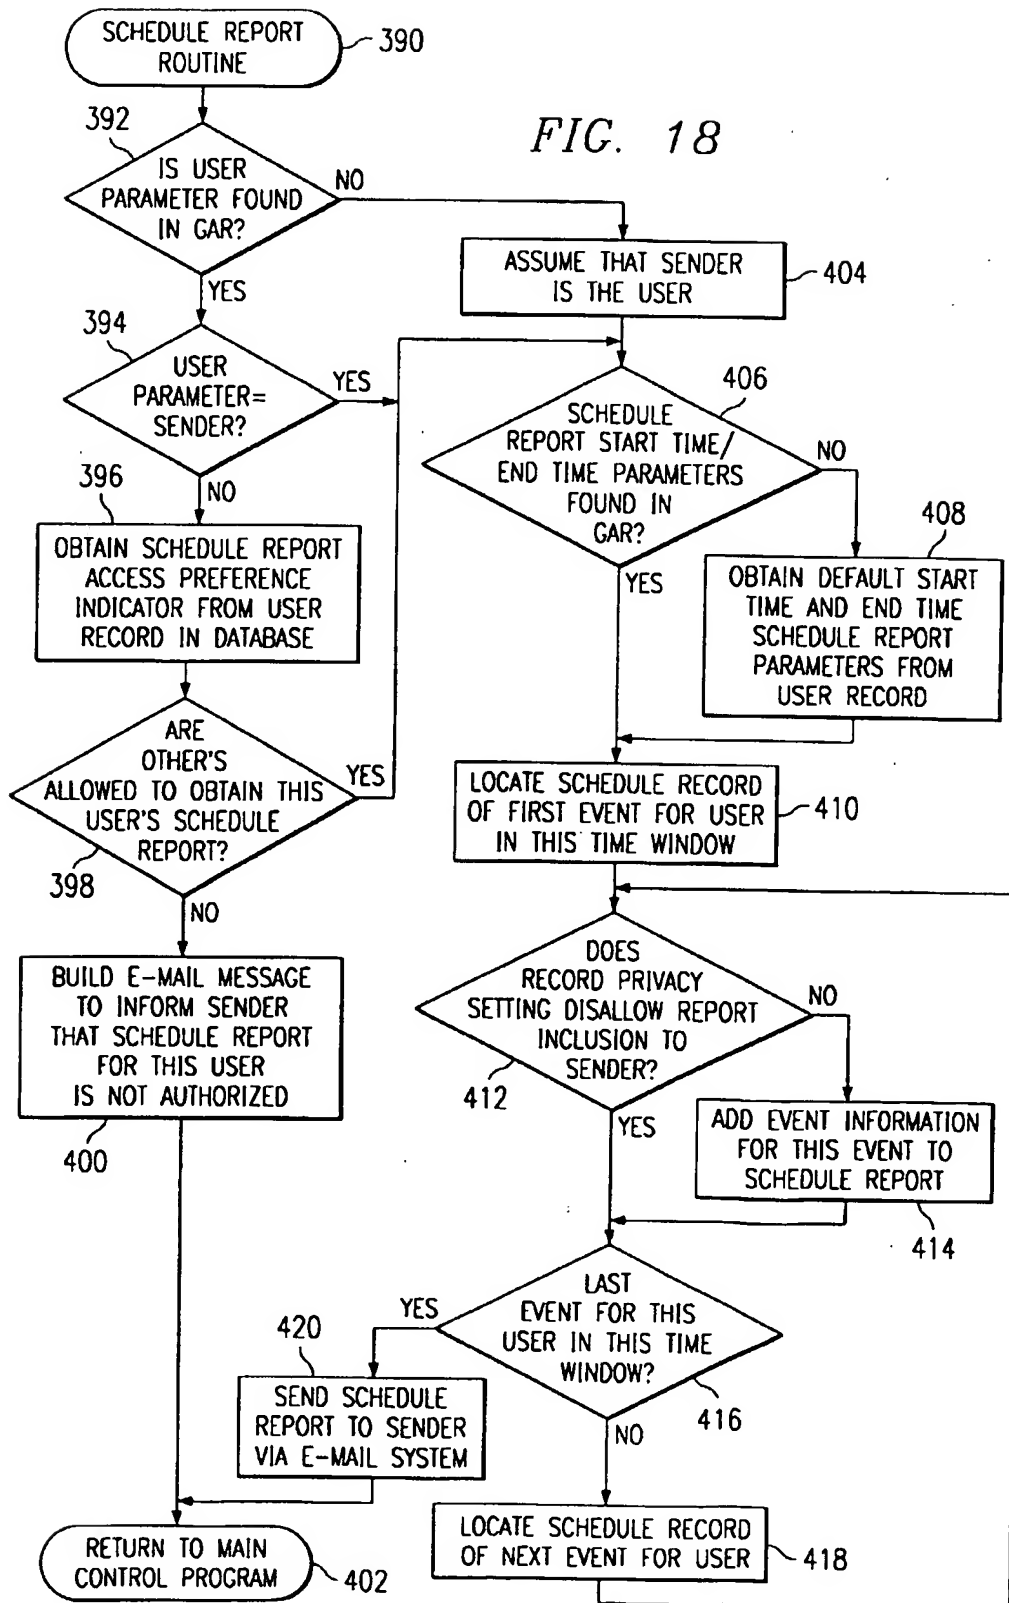 SCHEDULE REPORT
ROUTINE
390
FIG. 18
392
IS USER
PARAMETER FOUND
IN GAR?
NO
YES
394
USER
PARAMETER=
SENDER?
YES
NO
396
OBTAIN SCHEDULE REPORT
ACCESS PREFERENCE
INDICATOR FROM USER
RECORD IN DATABASE
ARE
OTHER'S
ALLOWED TO OBTAIN THIS
USER'S SCHEDULE
REPORT?
YES
398
NO
BUILD E-MAIL MESSAGE
TO INFORM SENDER
THAT SCHEDULE REPORT
FOR THIS USER
IS NOT AUTHORIZED
400
ASSUME THAT SENDER
IS THE USER
404
406
SCHEDULE
REPORT START TIME/
END TIME PARAMETERS
FOUND IN
GAR?
NO
YES
408
OBTAIN DEFAULT START
TIME AND END TIME
SCHEDULE REPORT
PARAMETERS FROM
USER RECORD
LOCATE SCHEDULE RECORD
OF FIRST EVENT FOR USER
IN THIS TIME WINDOW
410
DOES
RECORD PRIVACY
SETTING DISALLOW REPORT
INCLUSION TO
SENDER?
412
NO
YES
ADD EVENT INFORMATION
FOR THIS EVENT TO
SCHEDULE REPORT
414
LAST
EVENT FOR THIS
USER IN THIS TIME
WINDOW?
416
YES
NO
420
SEND SCHEDULE
REPORT TO SENDER
VIA E-MAIL SYSTEM
LOCATE SCHEDULE RECORD
OF NEXT EVENT FOR USER
418
RETURN TO MAIN
CONTROL PROGRAM
402